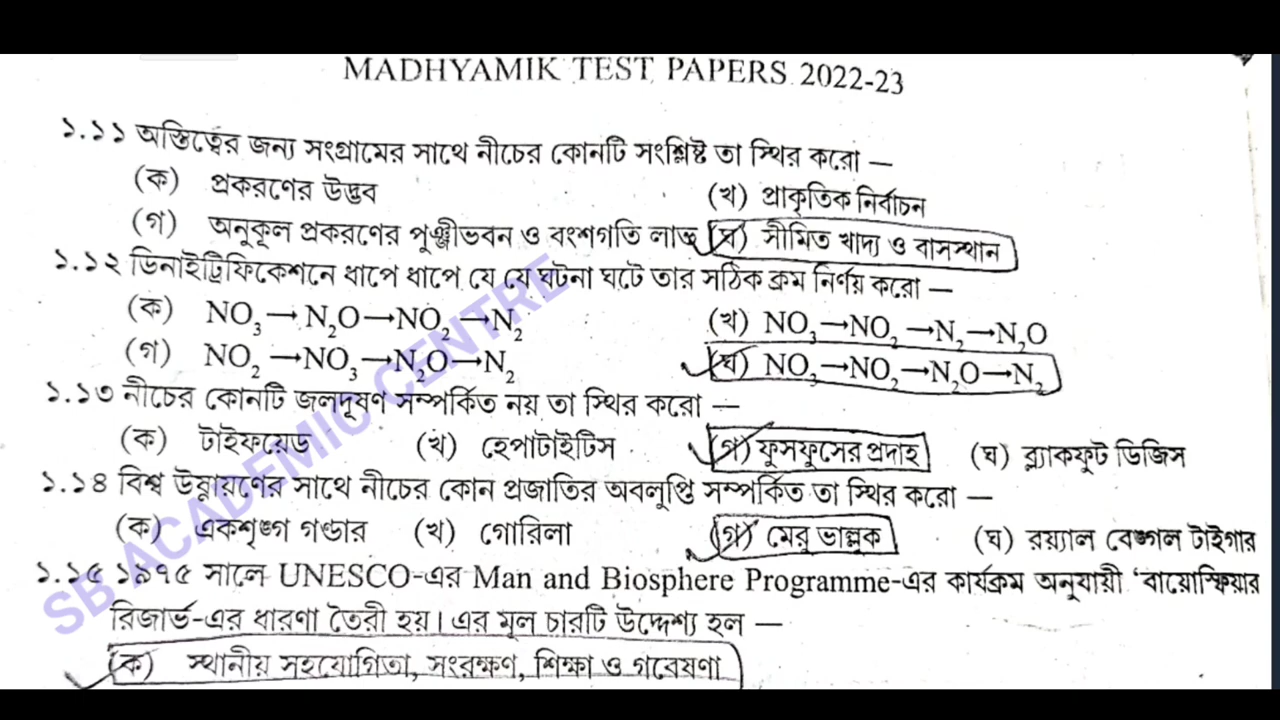 MADHYAMIK TEST PAPERS 2022-23
১.১১ অস্তিত্বের জন্য সংগ্রামের সাথে নীচের কোনটি সংশ্লিষ্ট তা স্থির করো —
(ক) প্রকরণের উদ্ভব (খ) প্রাকৃতিক নির্বাচন
(গ) অনুকূল প্রকরণের পুঞ্জীভবন ও বংশগতি লাভ (ঘ) সীমিত খাদ্য ও বাসস্থান
১.১২ ডিনাইট্রিফিকেশনে ধাপে ধাপে যে যে ঘটনা ঘটে তার সঠিক ক্রম নির্ণয় করো —
(ক) NO₃→N₂O→NO₂→N₂ (খ) NO₃→NO₂→N₂→N₂O
(গ) NO₂→NO₃→N₂O→N₂ (ঘ) NO₃→NO₂→N₂O→N₂
১.১৩ নীচের কোনটি জলদূষণ সম্পর্কিত নয় তা স্থির করো —
(ক) টাইফয়েড (খ) হেপাটাইটিস (গ) ফুসফুসের প্রদাহ (ঘ) ব্ল্যাকফুট ডিজিস
১.১৪ বিশ্ব উষ্ণায়ণের সাথে নীচের কোন প্রজাতির অবলুপ্তি সম্পর্কিত তা স্থির করো —
(ক) একশৃঙ্গ গণ্ডার (খ) গোরিলা (গ) মেরু ভাল্লুক (ঘ) রয়্যাল বেঙ্গল টাইগার
১.১৫ ১৯৭৫ সালে UNESCO-এর Man and Biosphere Programme-এর কার্যক্রম অনুযায়ী ‘বায়োস্ফিয়ার
রিজার্ভ-এর ধারণা তৈরী হয়। এর মূল চারটি উদ্দেশ্য হল —
(ক) স্থানীয় সহযোগিতা, সংরক্ষণ, শিক্ষা ও গবেষণা
SB ACADEMIC CENTRE